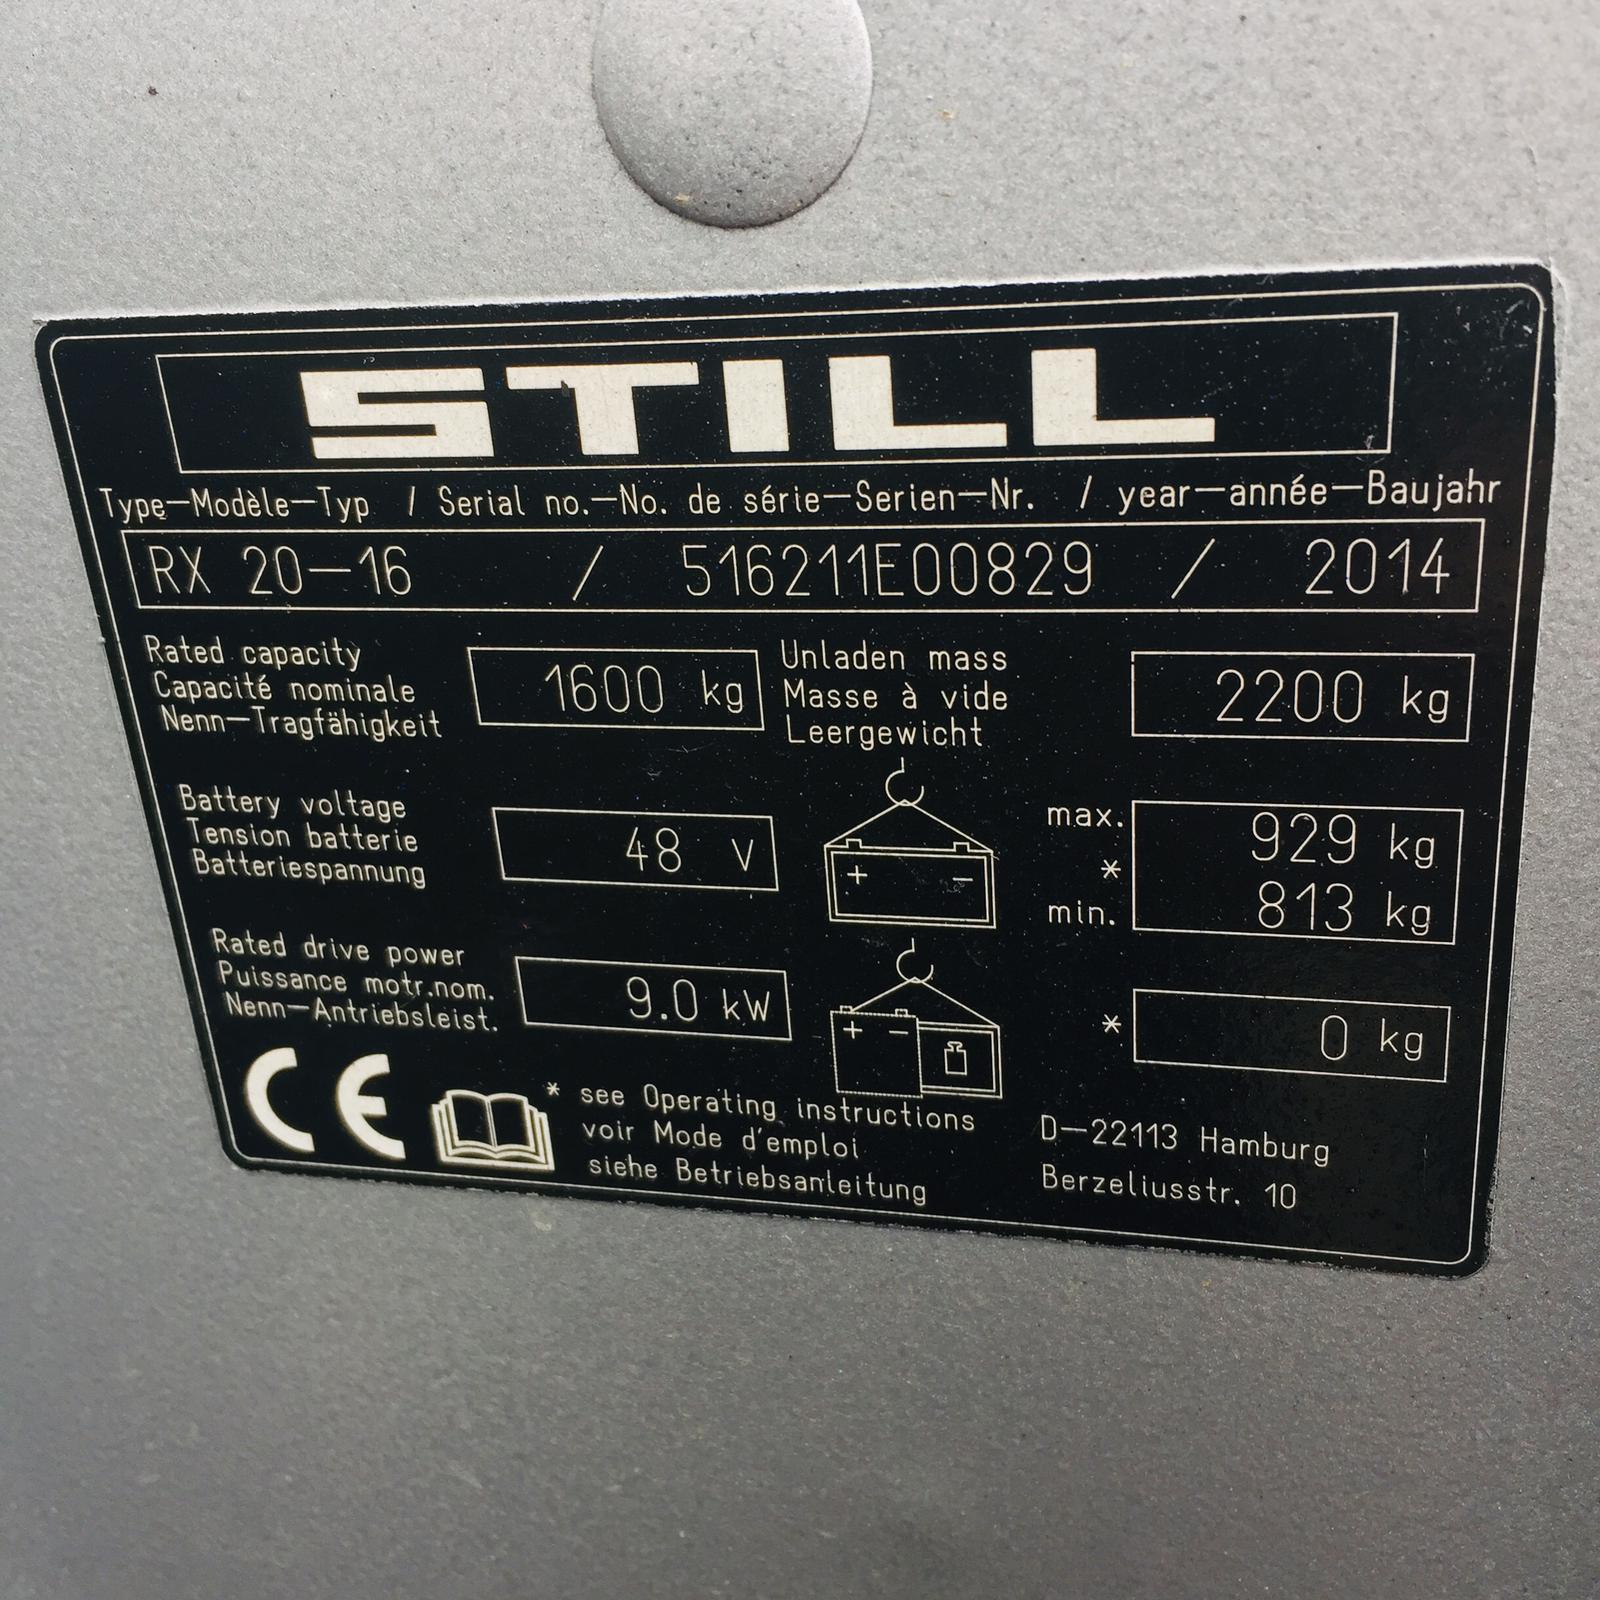 STILL
Type-Modèle-Typ / Serial no.-No. de série-Serien-Nr. / year-année-Baujahr
RX 20-16 / 516211E00829 / 2014
Rated capacity
Capacité nominale
Nenn-Tragfähigkeit
1600 kg
Unladen mass
Masse à vide
Leergewicht
2200 kg
Battery voltage
Tension batterie
Batteriespannung
48 V
+ -
max. 929 kg
*
min. 813 kg
Rated drive power
Puissance motr.nom.
Nenn-Antriebsleist.
9.0 kW
+ -
* 0 kg
CE
* see Operating instructions
voir Mode d'emploi
siehe Betriebsanleitung
D-22113 Hamburg
Berzeliusstr. 10